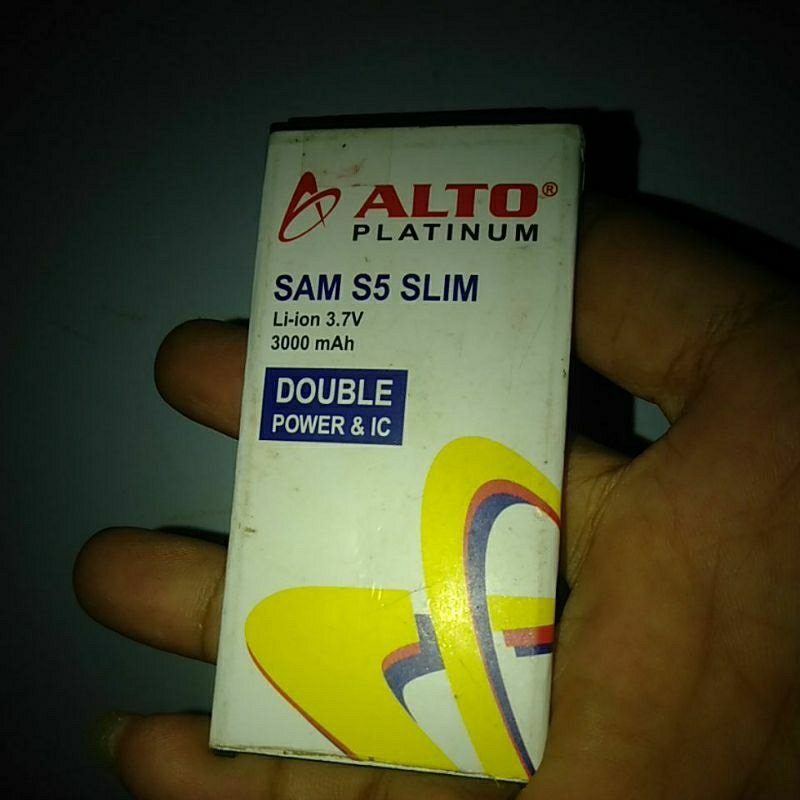 ALTO®
PLATINUM
SAM S5 SLIM
Li-ion 3.7V
3000 mAh
DOUBLE
POWER & IC